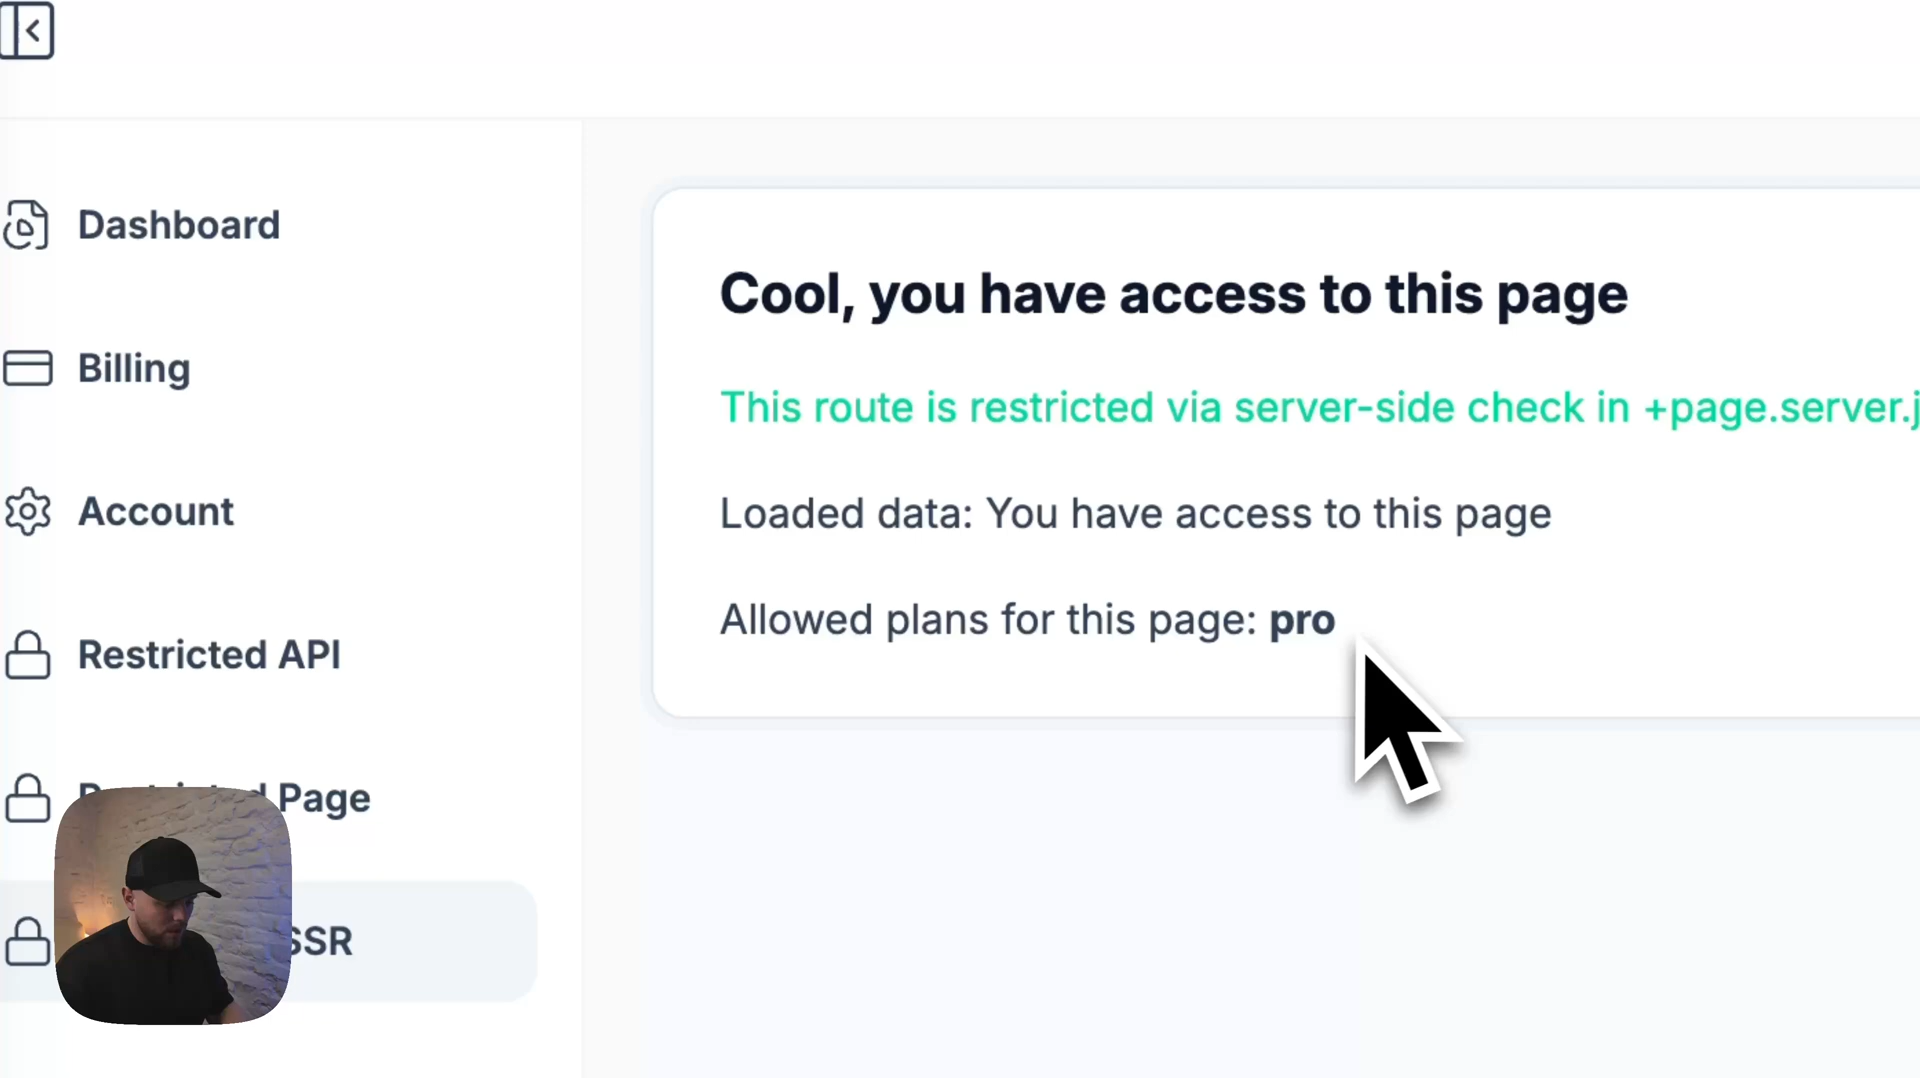 Dashboard
Billing
Account
Restricted API
Page
SSR
Cool, you have access to this page
This route is restricted via server-side check in +page.server.j
Loaded data: You have access to this page
Allowed plans for this page: pro